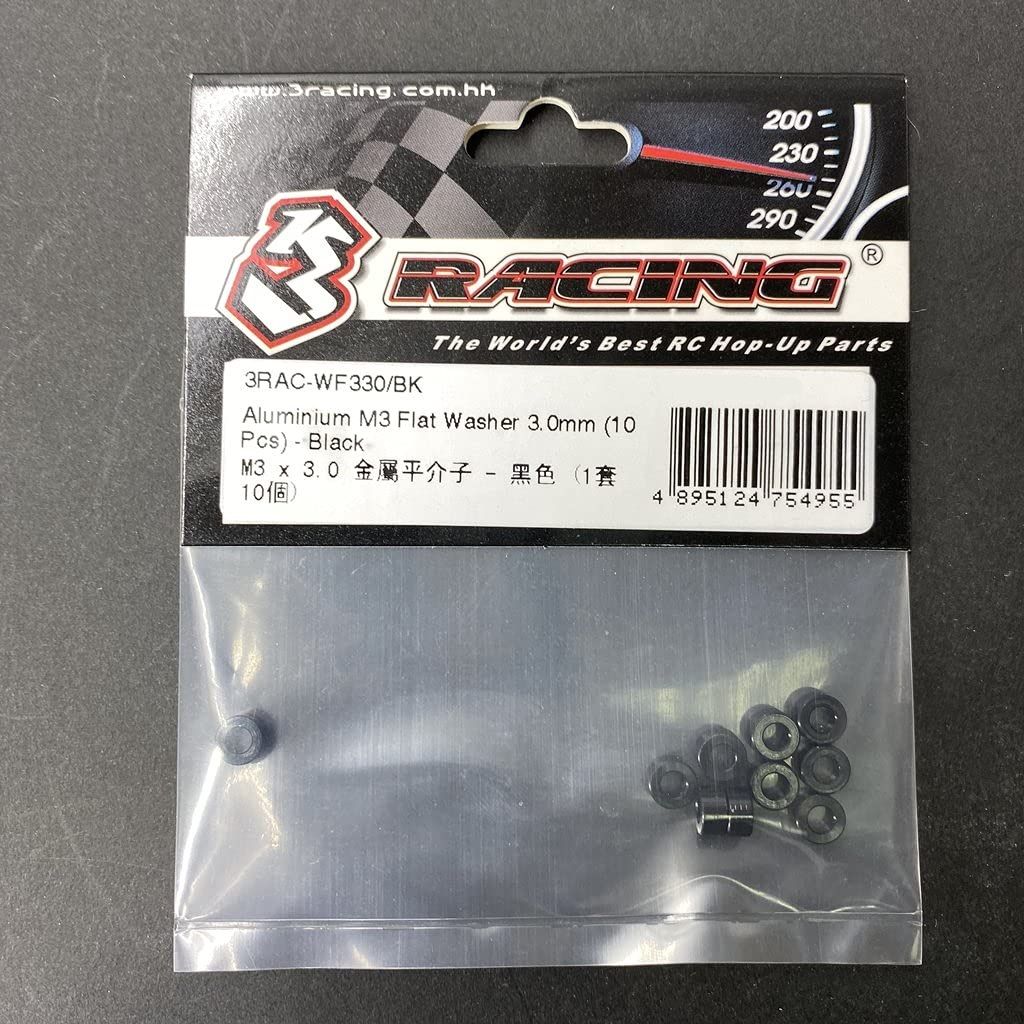 www.3racing.com.hk
200
230
260
290
3 RACING ®
The World's Best RC Hop-Up Parts
3RAC-WF330/BK
Aluminium M3 Flat Washer 3.0mm (10
Pcs) - Black
M3 x 3.0 金屬平介子 - 黑色 (1套
10個)
4 895124 754955